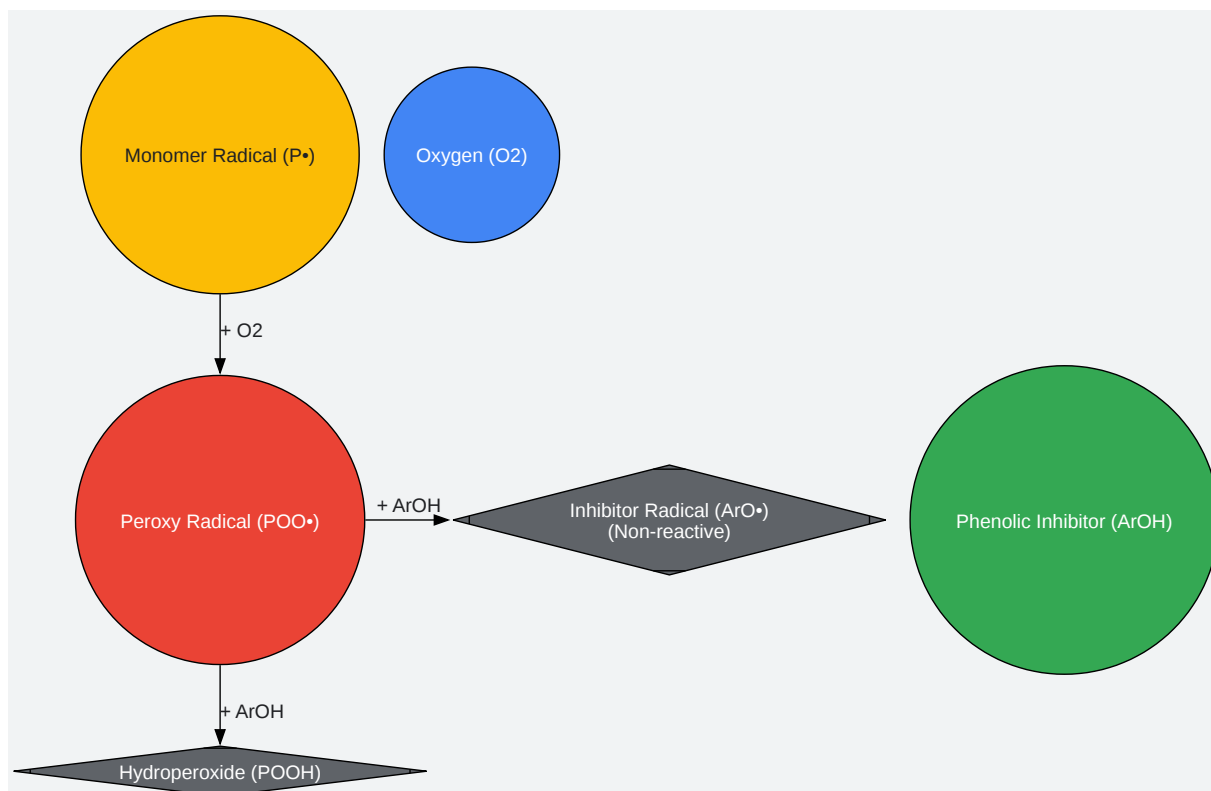 Monomer Radical (P•)
Oxygen (O2)
+ O2
Peroxy Radical (POO•)
+ ArOH
Inhibitor Radical (ArO•)
(Non-reactive)
Phenolic Inhibitor (ArOH)
+ ArOH
Hydroperoxide (POOH)